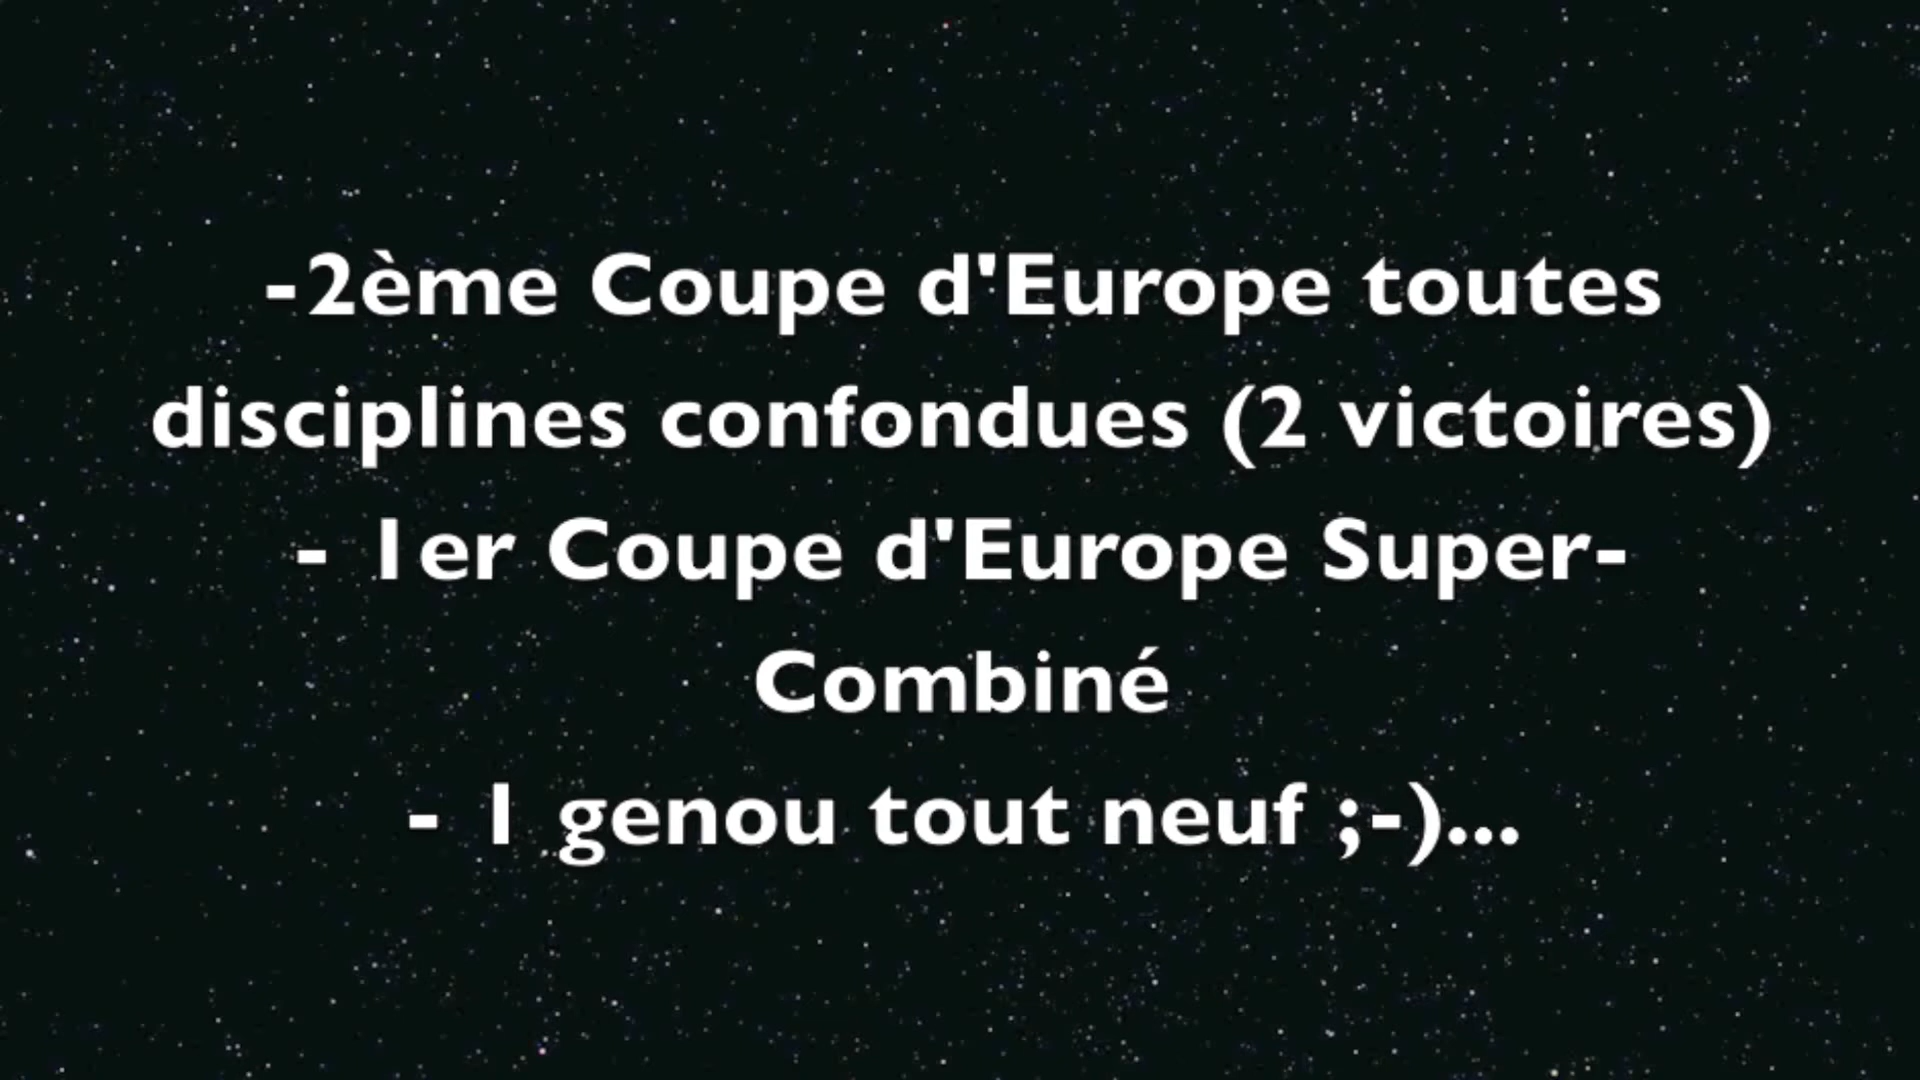 -2ème Coupe d'Europe toutes
disciplines confondues (2 victoires)
- 1er Coupe d'Europe Super-
Combiné
- 1 genou tout neuf ;-)...